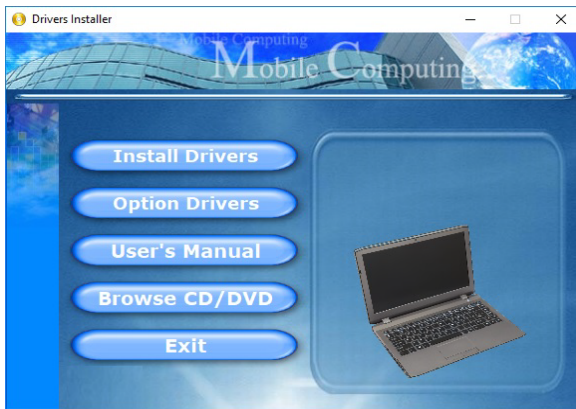 Drivers Installer
Mobile Computing
Mobile Computing
Install Drivers
Option Drivers
User's Manual
Browse CD/DVD
Exit